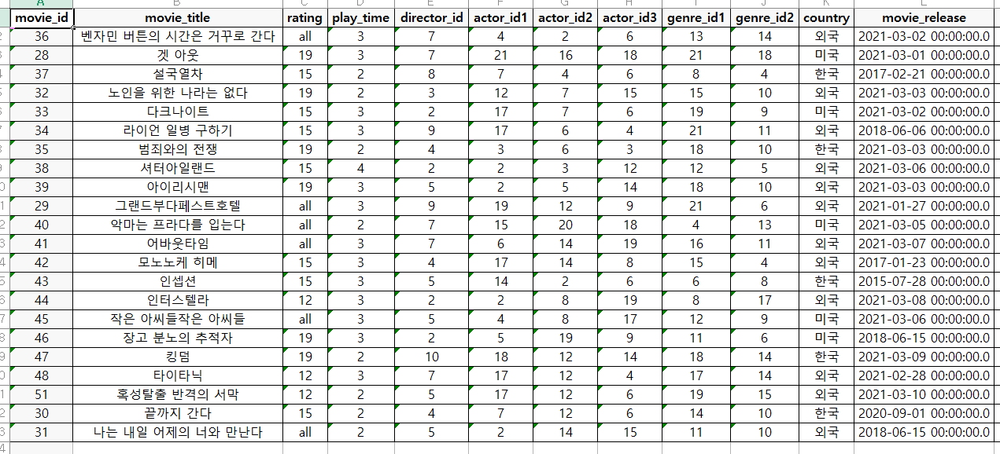 movie_id movie_title rating play_time director_id actor_id1 actor_id2 actor_id3 genre_id1 genre_id2 country movie_release
36 벤자민 버튼의 시간은 거꾸로 간다 all 3 7 4 2 6 13 14 외국 2021-03-02 00:00:00.0
28 겟 아웃 19 3 7 21 16 18 21 18 미국 2021-03-01 00:00:00.0
37 설국열차 15 2 8 7 4 6 8 4 한국 2017-02-21 00:00:00.0
32 노인을 위한 나라는 없다 19 2 3 12 7 15 15 10 외국 2021-03-03 00:00:00.0
33 다크나이트 15 3 2 17 7 6 19 9 미국 2021-03-02 00:00:00.0
34 라이언 일병 구하기 15 3 9 17 6 4 21 11 외국 2018-06-06 00:00:00.0
35 범죄와의 전쟁 19 2 4 3 6 3 18 10 한국 2021-03-03 00:00:00.0
38 셔터아일랜드 15 4 2 2 3 12 12 5 외국 2021-03-06 00:00:00.0
39 아이리시맨 19 3 5 2 5 14 18 10 외국 2021-03-03 00:00:00.0
29 그랜드부다페스트호텔 all 3 9 19 12 9 21 6 외국 2021-01-27 00:00:00.0
40 악마는 프라다를 입는다 all 2 7 15 20 18 4 13 미국 2021-03-05 00:00:00.0
41 어바웃타임 all 3 7 6 14 19 16 11 외국 2021-03-07 00:00:00.0
42 모노노케 히메 15 3 4 17 14 8 15 4 외국 2017-01-23 00:00:00.0
43 인셉션 15 3 5 14 2 6 6 8 한국 2015-07-28 00:00:00.0
44 인터스텔라 12 3 2 2 8 19 8 17 외국 2021-03-08 00:00:00.0
45 작은 아씨들작은 아씨들 all 3 5 4 8 17 12 9 미국 2021-03-06 00:00:00.0
46 장고 분노의 추적자 19 3 2 5 19 9 11 6 미국 2018-06-15 00:00:00.0
47 킹덤 19 2 10 18 12 14 18 14 한국 2021-03-09 00:00:00.0
48 타이타닉 12 3 7 17 12 4 17 14 외국 2021-02-28 00:00:00.0
51 혹성탈출 반격의 서막 12 2 5 17 12 6 19 15 외국 2021-03-10 00:00:00.0
30 끝까지 간다 15 2 4 7 12 6 14 10 한국 2020-09-01 00:00:00.0
31 나는 내일 어제의 너와 만난다 all 2 5 2 14 15 11 10 외국 2018-06-15 00:00:00.0